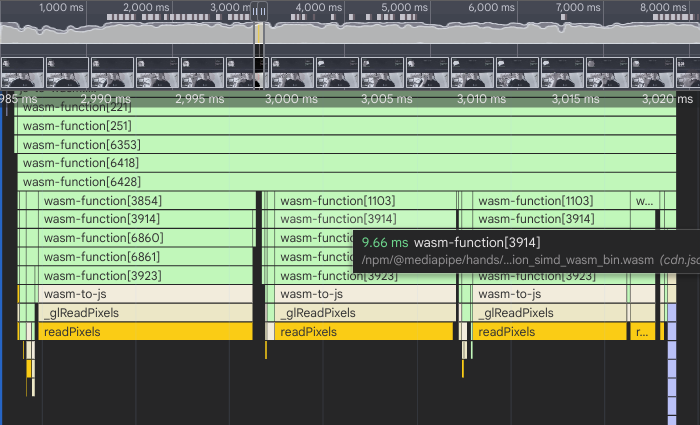 1,000 ms 2,000 ms 3,000 m 4,000 ms 5,000 ms 6,000 ms 7,000 ms 8,000 ms
985 ms 2,990 ms 2,995 ms 3,000 ms 3,005 ms 3,010 ms 3,015 ms 3,020 ms
wasm-function[221]
wasm-function[251]
wasm-function[6353]
wasm-function[6418]
wasm-function[6428]
wasm-function[3854] wasm-function[1103] wasm-function[1103] w...
wasm-function[3914] wasm-function[3914] wasm-function[3914]
wasm-function[6860]
9.66 ms wasm-function[3914]
wasm-function[6861]
/npm/@mediapipe/hands/...ion_simd_wasm_bin.wasm (cdn.jsd
wasm-function[3923] wasm-function[3923] wasm-function[3923]
wasm-to-js wasm-to-js wasm-to-js
_glReadPixels _glReadPixels _glReadPixels
readPixels readPixels readPixels r...